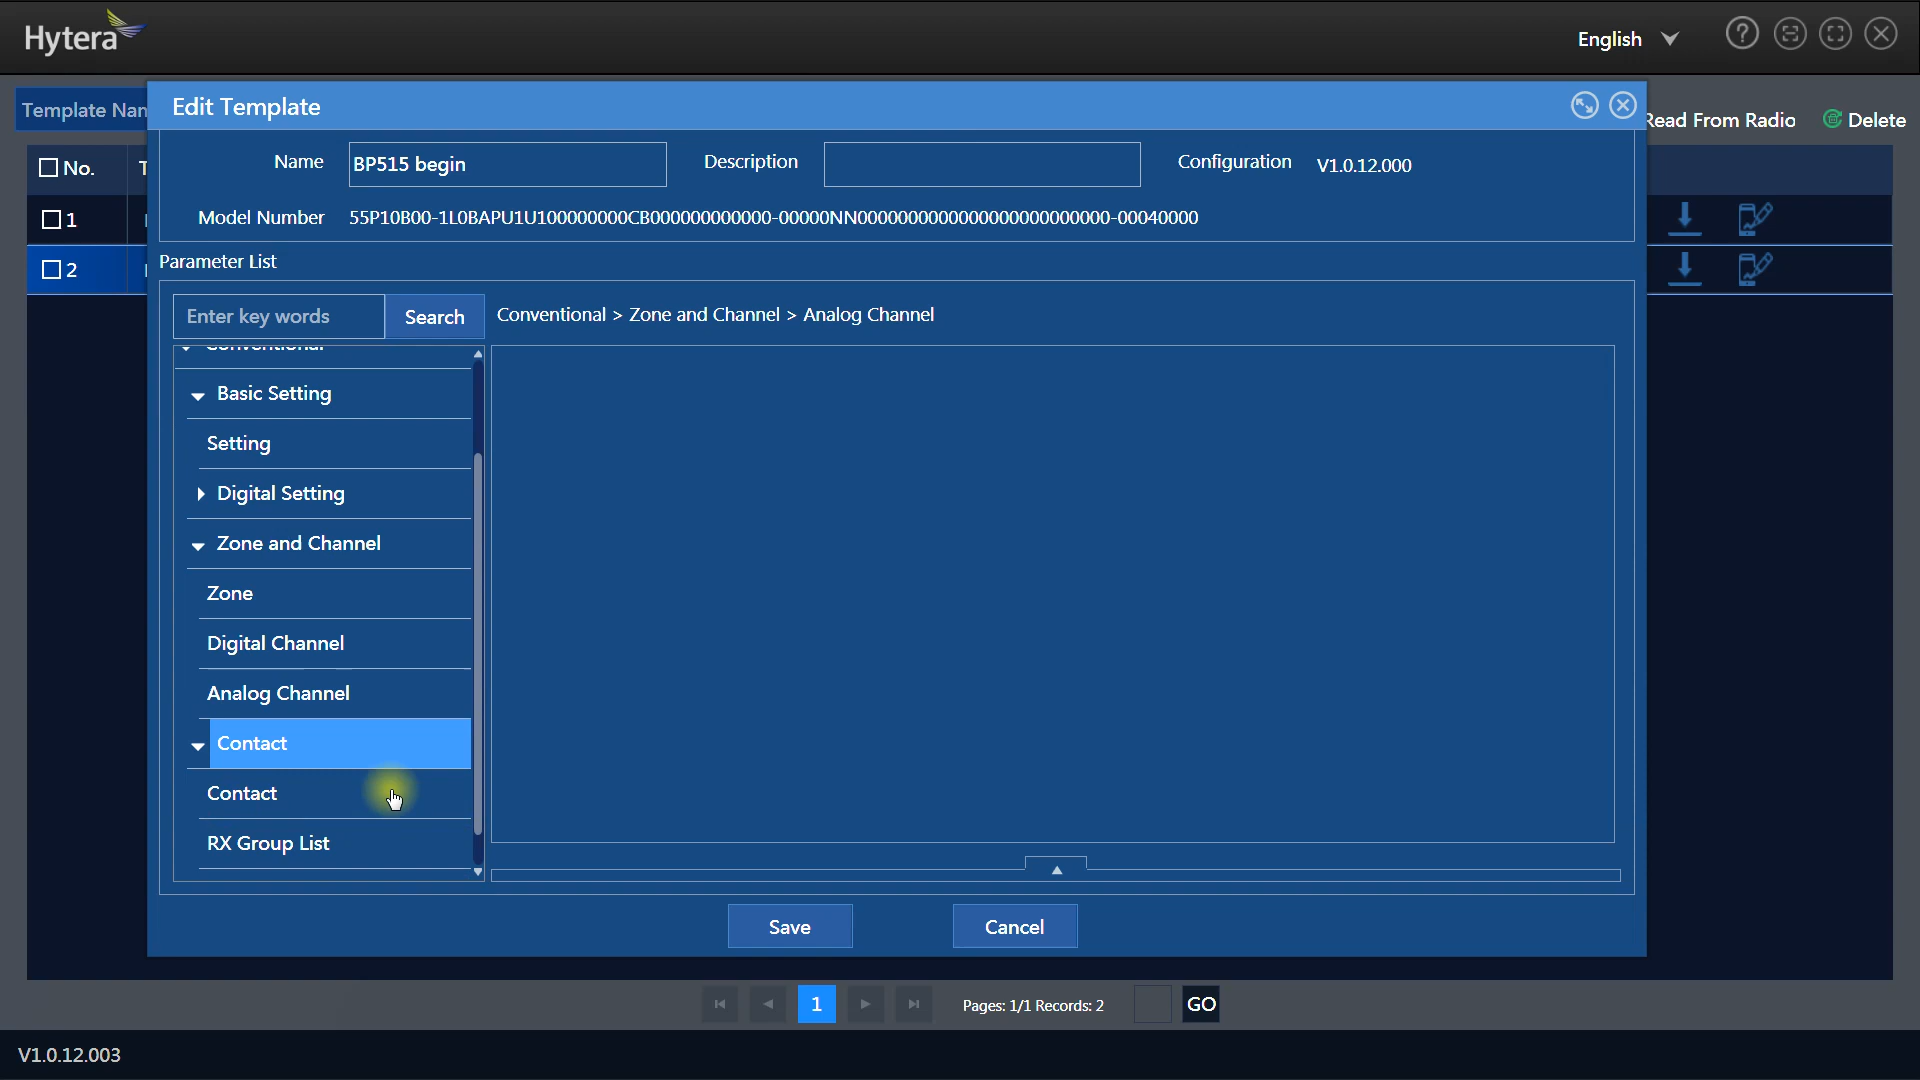 Hytera
English
Template Nan
Edit Template
Read From Radio
Delete
No.
T
Name
BP515 begin
Description
Configuration
V1.0.12.000
1
Model Number
55P10B00-1L0BAPU1U100000000CB000000000000-00000NN0000000000000000000000000-00040000
2
Parameter List
Enter key words
Search
Conventional > Zone and Channel > Analog Channel
Conventional
Basic Setting
Setting
Digital Setting
Zone and Channel
Zone
Digital Channel
Analog Channel
Contact
Contact
RX Group List
Save
Cancel
1
Pages: 1/1 Records: 2
GO
V1.0.12.003